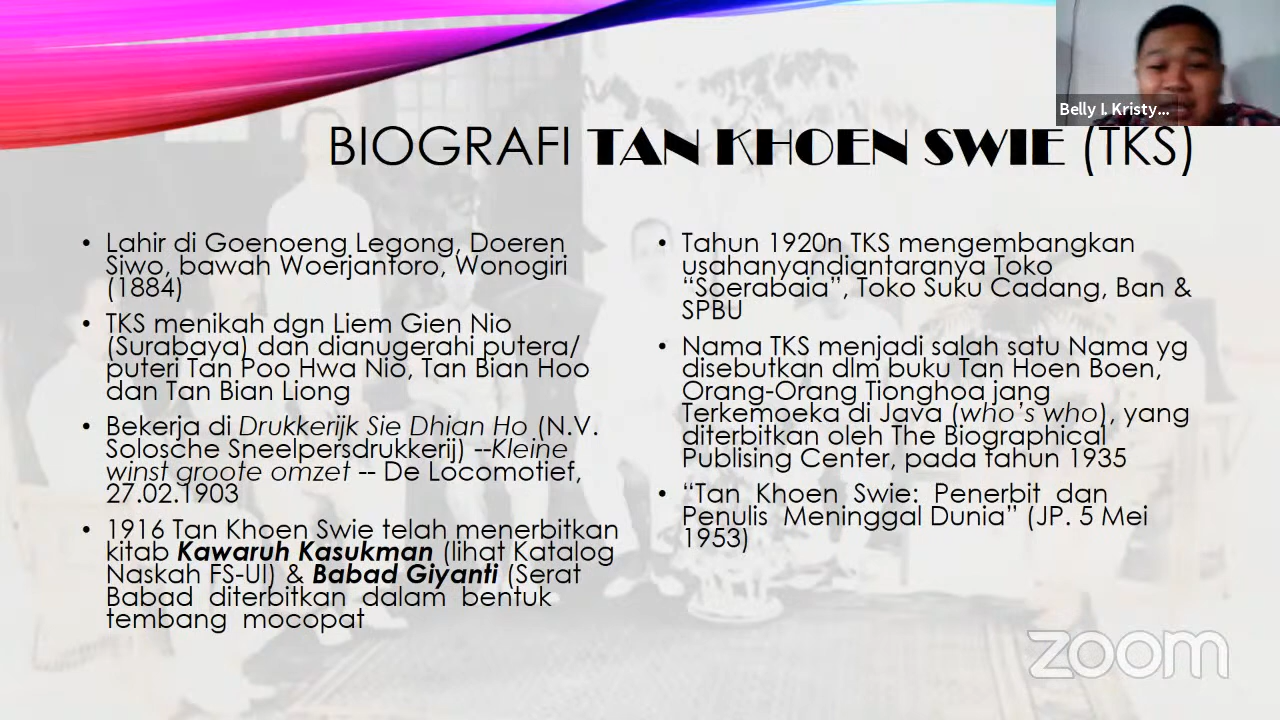 Belly I. Kristy...
BIOGRAFI TAN KHOEN SWIE (TKS)
• Lahir di Goenoeng Legong, Doeren
Siwo, bawah Woerjantoro, Wonogiri
(1884)
• TKS menikah dgn Liem Gien Nio
(Surabaya) dan dianugerahi putera/
puteri Tan Poo Hwa Nio, Tan Bian Hoo
dan Tan Bian Liong
• Bekerja di Drukkerijk Sie Dhian Ho (N.V.
Solosche Sneelpersdrukkerij) --Kleine
winst groote omzet -- De Locomotief,
27.02.1903
• 1916 Tan Khoen Swie telah menerbitkan
kitab Kawaruh Kasukman (lihat Katalog
Naskah FS-UI) & Babad Giyanti (Serat
Babad diterbitkan dalam bentuk
tembang mocopat
• Tahun 1920n TKS mengembangkan
usahanyandiantaranya Toko
“Soerabaia”, Toko Suku Cadang, Ban &
SPBU
• Nama TKS menjadi salah satu Nama yg
disebutkan dlm buku Tan Hoen Boen,
Orang-Orang Tionghoa jang
Terkemoeka di Java (who’s who), yang
diterbitkan oleh The Biographical
Publising Center, pada tahun 1935
• “Tan Khoen Swie: Penerbit dan
Penulis Meninggal Dunia” (JP. 5 Mei
1953)
zoom